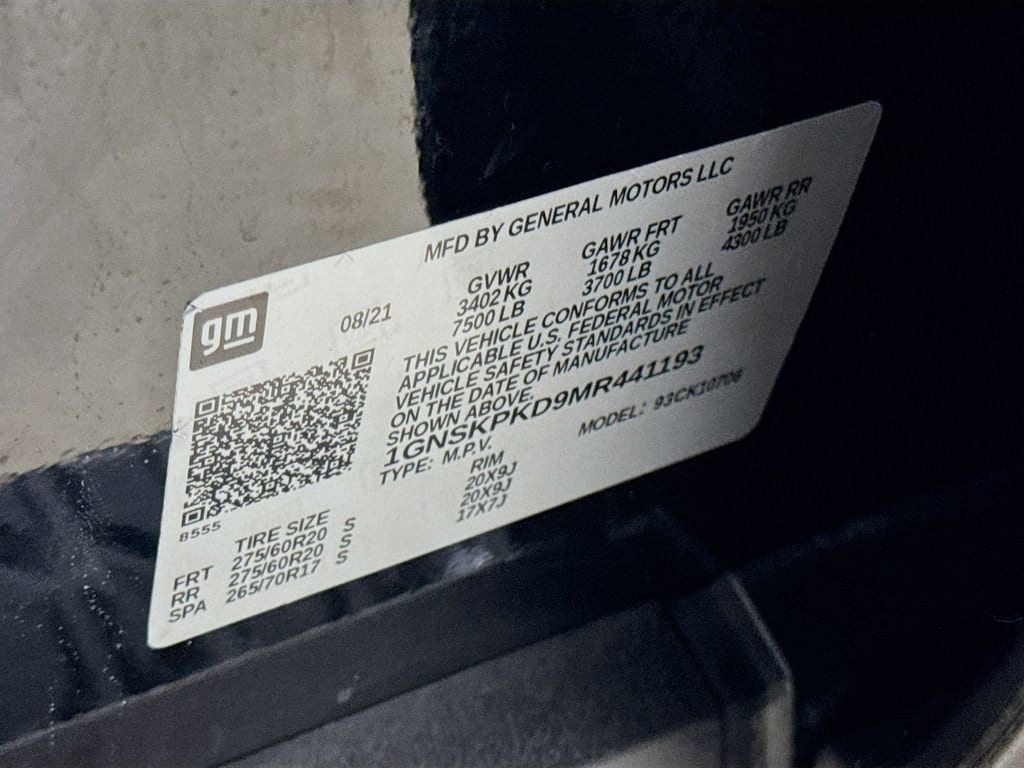 MFD BY GENERAL MOTORS LLC
gm
08/21
GVWR
3402 KG
7500 LB
GAWR FRT
1678 KG
3700 LB
GAWR RR
1950 KG
4300 LB
THIS VEHICLE CONFORMS TO ALL
APPLICABLE U.S. FEDERAL MOTOR
VEHICLE SAFETY STANDARDS IN EFFECT
ON THE DATE OF MANUFACTURE
SHOWN ABOVE.
1GNSKPKD9MR441193
TYPE: M.P.V.
MODEL: 93CK10706
8555
TIRE SIZE RIM
FRT 275/60R20 S 20X9J
RR 275/60R20 S 20X9J
SPA 265/70R17 S 17X7J